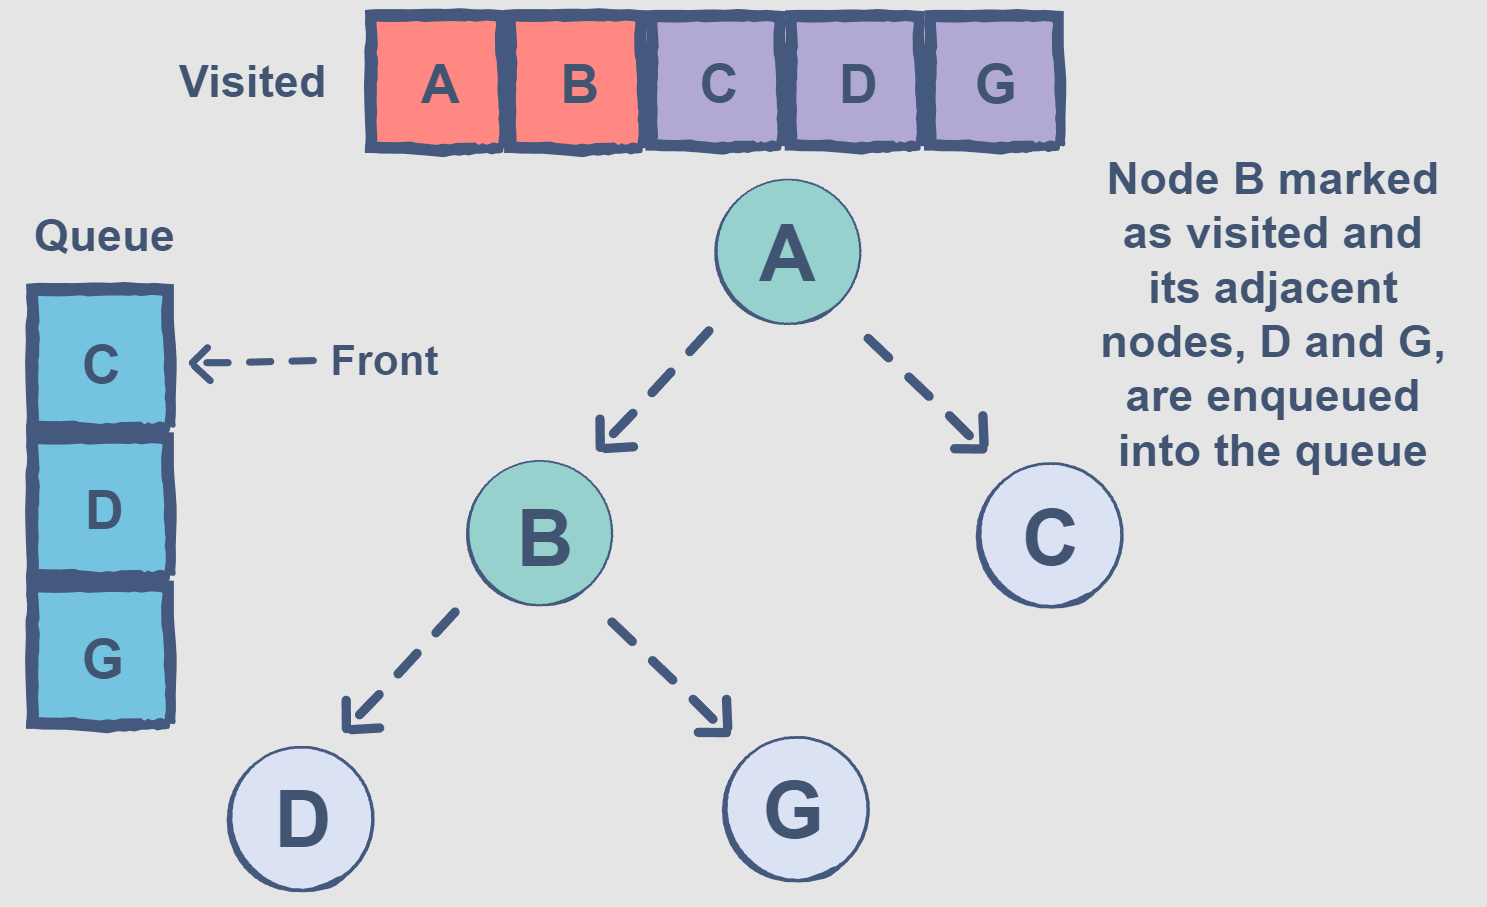 Visited
A B C D G
Node B marked
as visited and
its adjacent
nodes, D and G,
are enqueued
into the queue
Queue
C
D
G
Front
A
B
C
D
G